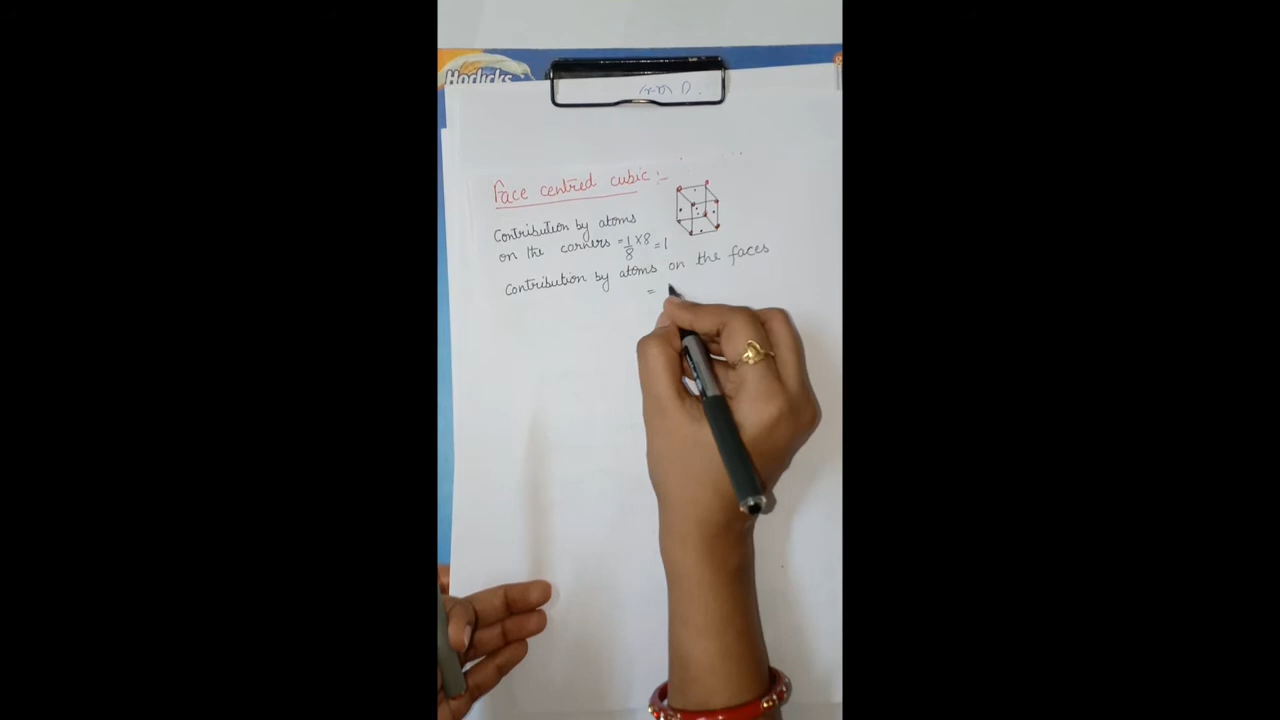 Horlicks
Face centred cubic :-
Contribution by atoms
on the corners = 1/8 × 8 = 1
Contribution by atoms on the faces
=